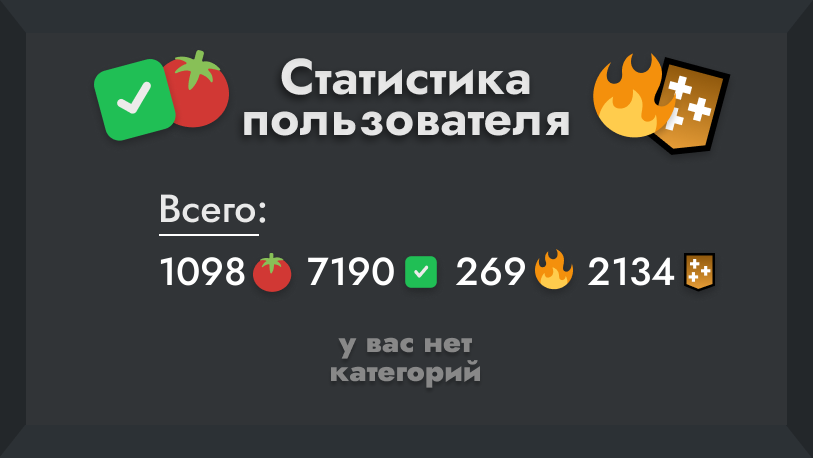 Статистика
пользователя
Всего:
1098 7190 269 2134
у вас нет
категорий